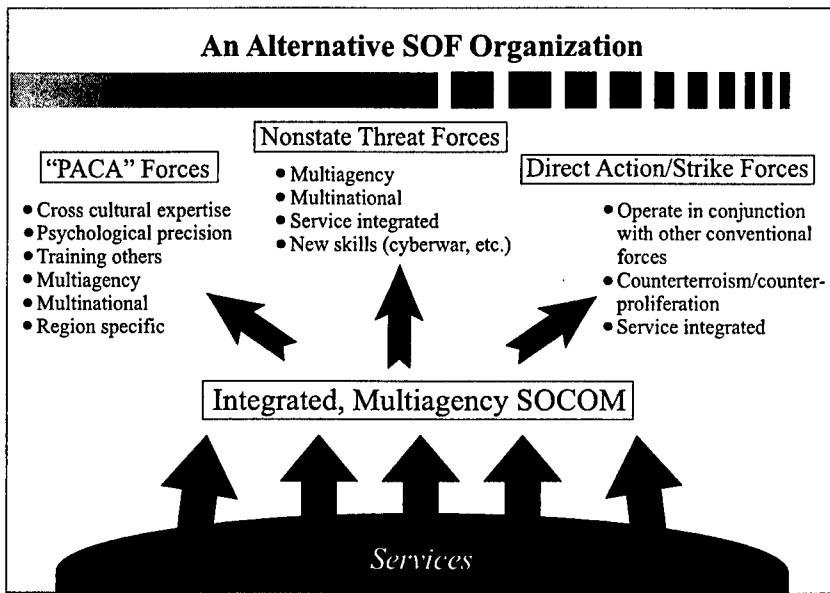 An Alternative SOF Organization
"PACA" Forces
• Cross cultural expertise
• Psychological precision
• Training others
• Multiagency
• Multinational
• Region specific
Nonstate Threat Forces
• Multiagency
• Multinational
• Service integrated
• New skills (cyberwar, etc.)
Direct Action/Strike Forces
• Operate in conjunction
with other conventional
forces
• Counterterroism/counter-
proliferation
• Service integrated
Integrated, Multiagency SOCOM
Services